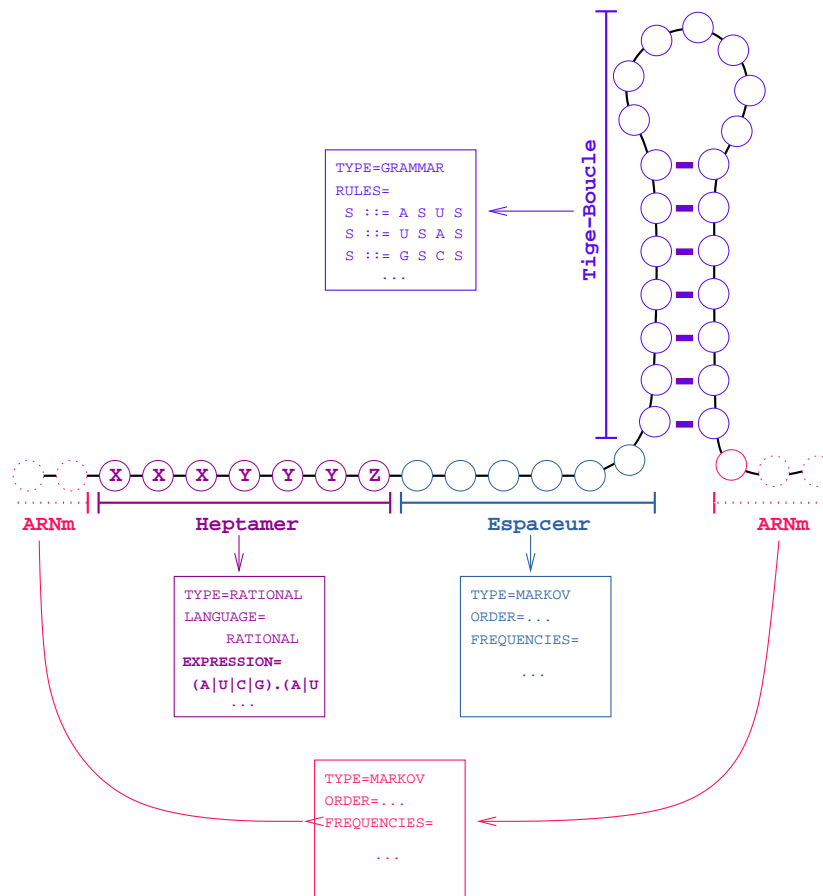 TYPE=GRAMMAR
RULES=
S ::= A S U S
S ::= U S A S
S ::= G S C S
...
Tige-Boucle
X X X Y Y Y Z
ARNm
Heptamer
Espaceur
ARNm
TYPE=RATIONAL
LANGUAGE=
RATIONAL
EXPRESSION=
(A|U|C|G).(A|U
...
TYPE=MARKOV
ORDER=...
FREQUENCIES=
...
TYPE=MARKOV
ORDER=...
FREQUENCIES=
...